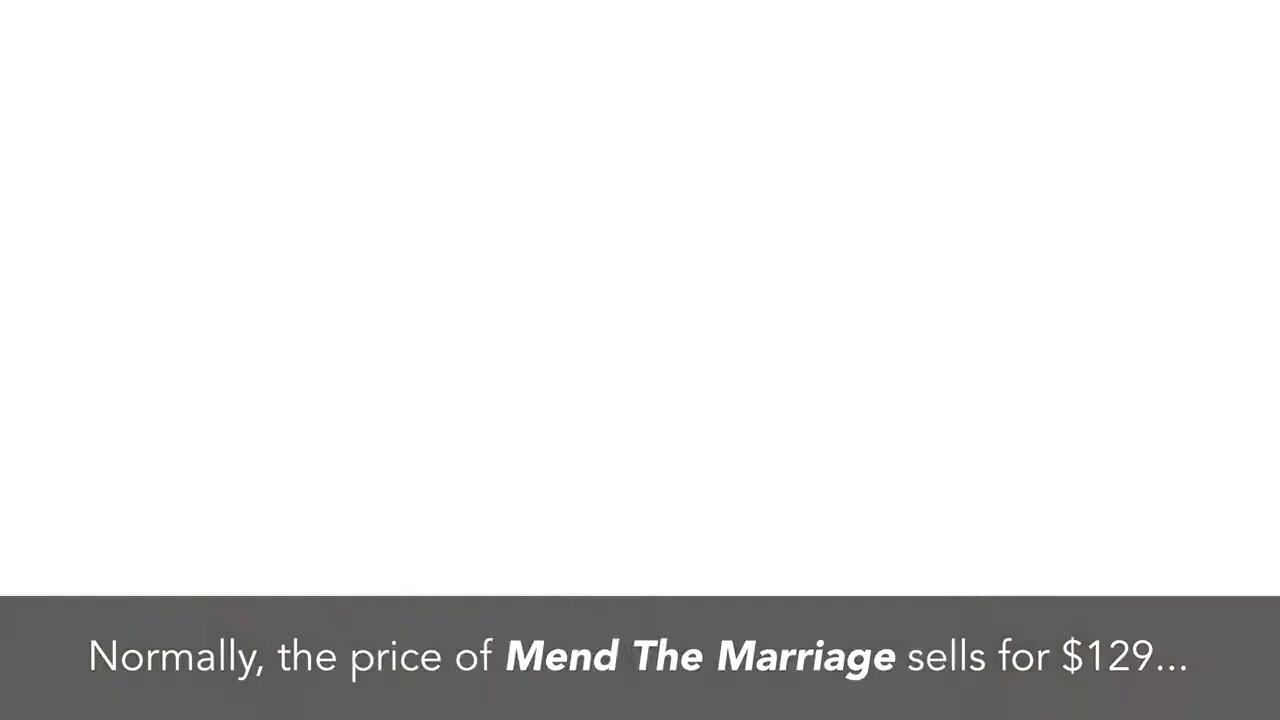 Normally, the price of Mend The Marriage sells for $129...